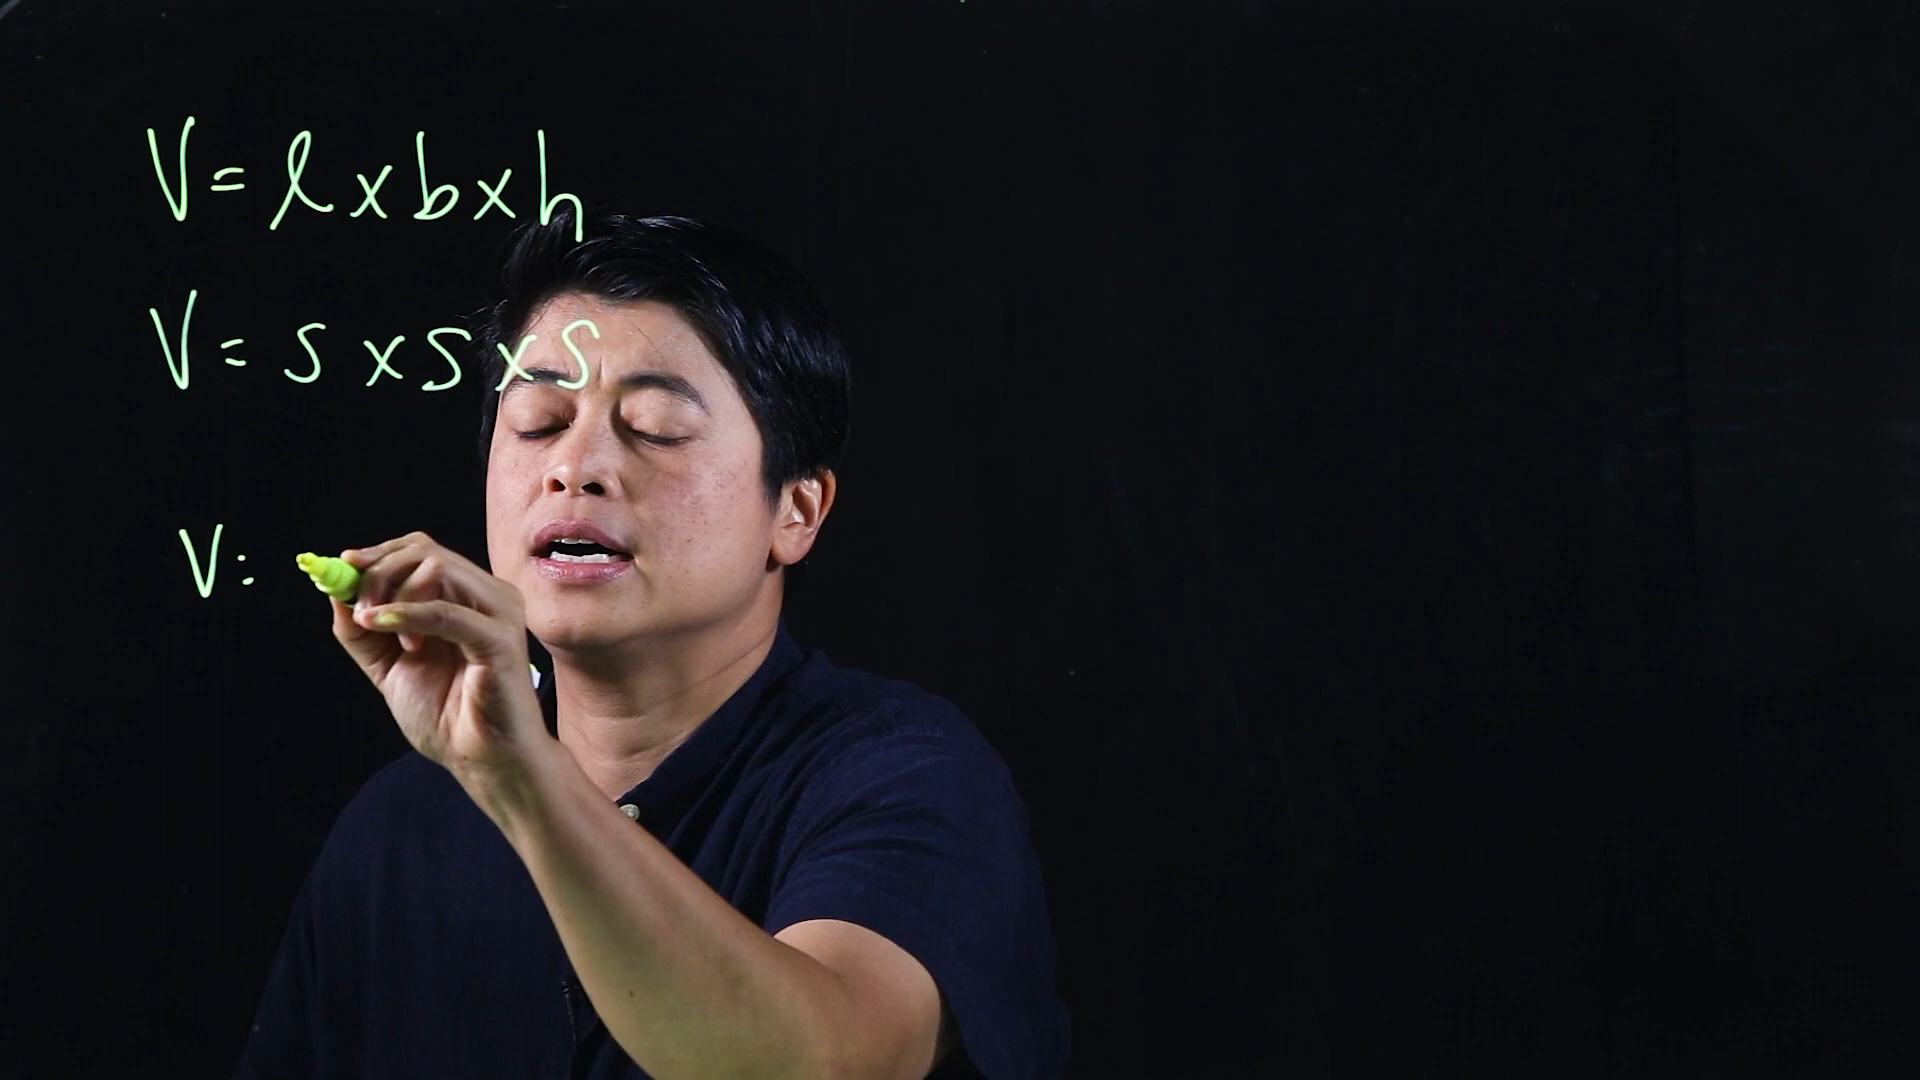 V = l x b x h
V = s x s x s
V: